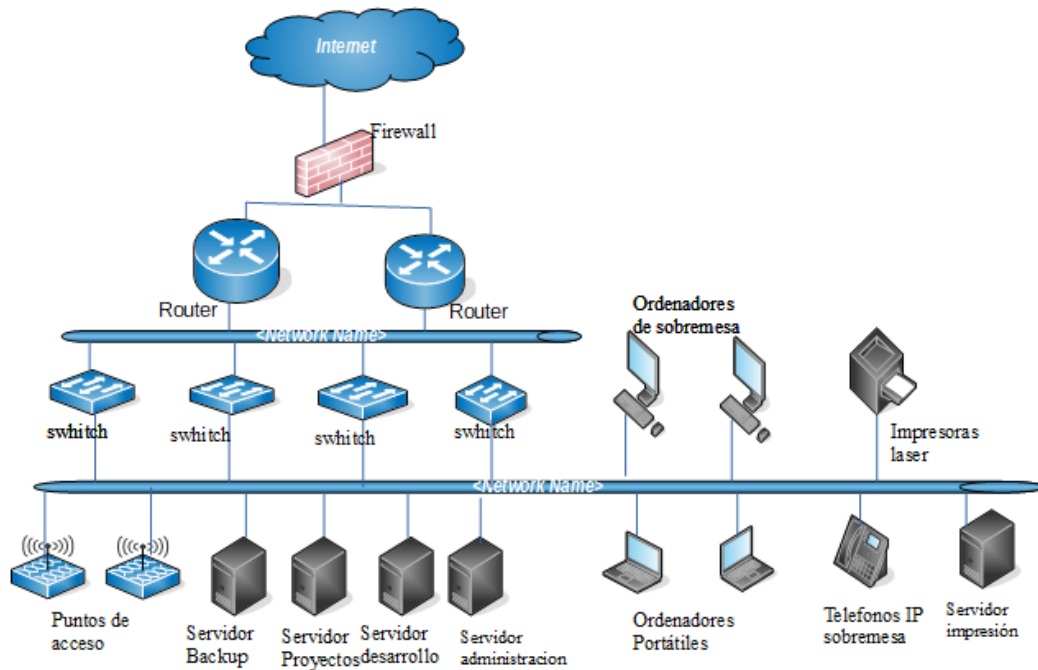 Internet
Firewall
Router
Router
<Network Name>
Ordenadores
de sobremesa
swhitch
swhitch
swhitch
swhitch
Impresoras
laser
<Network Name>
Puntos de
acceso
Servidor
Backup
Servidor
Proyectos
Servidor
desarrollo
Servidor
administracion
Ordenadores
Portátiles
Telefonos IP
sobremesa
Servidor
impresión